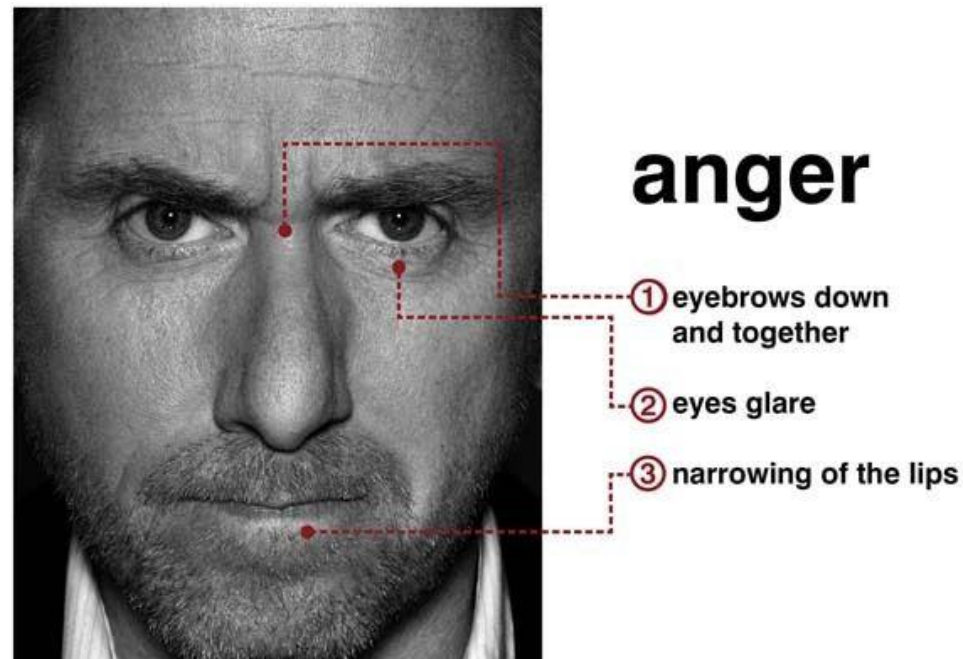 anger
1 eyebrows down
and together
2 eyes glare
3 narrowing of the lips